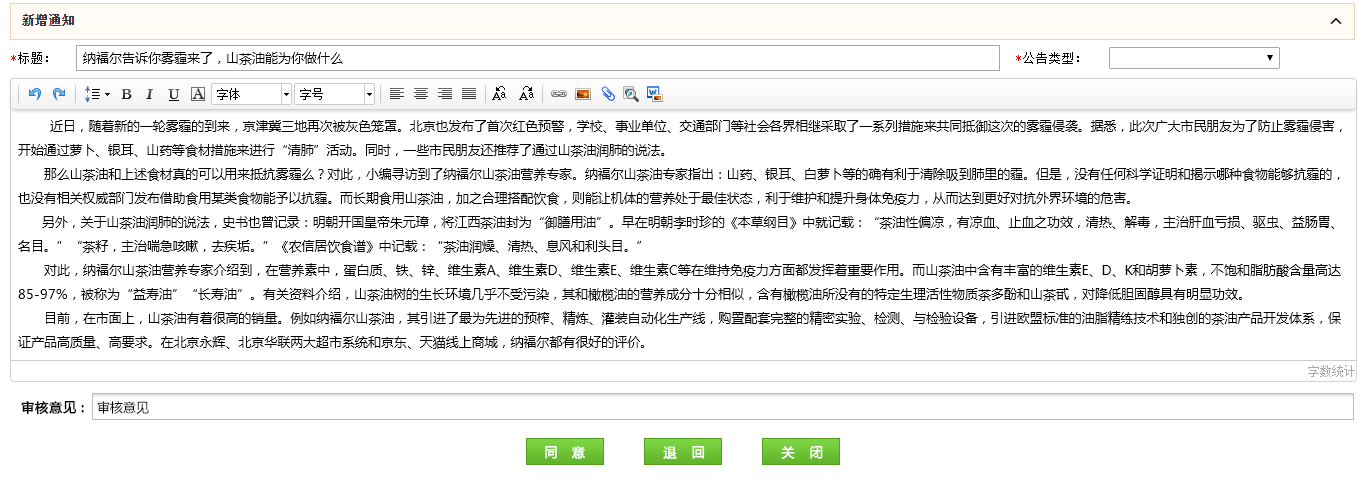 新增通知
*标题： 纳福尔告诉你雾霾来了，山茶油能为你做什么 *公告类型：
B I U A 字体 字号
近日，随着新的一轮雾霾的到来，京津冀三地再次被灰色笼罩。北京也发布了首次红色预警，学校、事业单位、交通部门等社会各界相继采取了一系列措施来共同抵御这次的雾霾侵袭。据悉，此次广大市民朋友为了防止雾霾侵害，
开始通过萝卜、银耳、山药等食材措施来进行“清肺”活动。同时，一些市民朋友还推荐了通过山茶油润肺的说法。
那么山茶油和上述食材真的可以用来抵抗雾霾么？对此，小编寻访到了纳福尔山茶油营养专家。纳福尔山茶油专家指出：山药、银耳、白萝卜等的确有利于清除吸到肺里的霾。但是，没有任何科学证明和揭示哪种食物能够抗霾的，
也没有相关权威部门发布借助食用某类食物能予以抗霾。而长期食用山茶油，加之合理搭配饮食，则能让机体的营养处于最佳状态，利于维护和提升身体免疫力，从而达到更好对抗外界环境的危害。
另外，关于山茶油润肺的说法，史书也曾记录：明朝开国皇帝朱元璋，将江西茶油封为“御膳用油”。早在明朝李时珍的《本草纲目》中就记载：“茶油性偏凉，有凉血、止血之功效，清热、解毒，主治肝血亏损、驱虫、益肠胃、
名目。”“茶籽，主治喘急咳嗽，去疾垢。”《农信居饮食谱》中记载：“茶油润燥、清热、息风和利头目。”
对此，纳福尔山茶油营养专家介绍到，在营养素中，蛋白质、铁、锌、维生素A、维生素D、维生素E、维生素C等在维持免疫力方面都发挥着重要作用。而山茶油中含有丰富的维生素E、D、K和胡萝卜素，不饱和脂肪酸含量高达
85-97%，被称为“益寿油”“长寿油”。有关资料介绍，山茶油树的生长环境几乎不受污染，其和橄榄油的营养成分十分相似，含有橄榄油所没有的特定生理活性物质茶多酚和山茶甙，对降低胆固醇具有明显功效。
目前，在市面上，山茶油有着很高的销量。例如纳福尔山茶油，其引进了最为先进的预榨、精炼、灌装自动化生产线，购置配套完整的精密实验、检测、与检验设备，引进欧盟标准的油脂精练技术和独创的茶油产品开发体系，保
证产品高质量、高要求。在北京永辉、北京华联两大超市系统和京东、天猫线上商城，纳福尔都有很好的评价。
字数统计
审核意见： 审核意见
同 意 退 回 关 闭